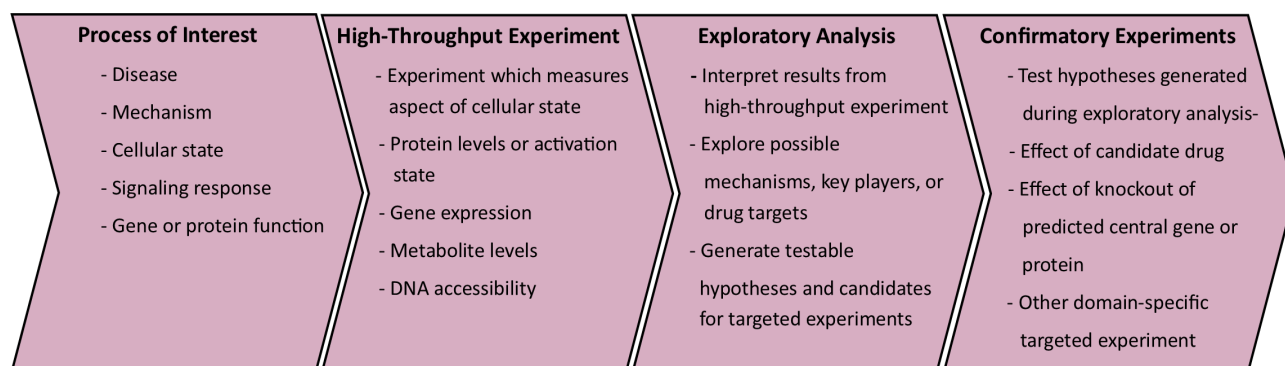 Process of Interest
- Disease
- Mechanism
- Cellular state
- Signaling response
- Gene or protein function
High-Throughput Experiment
- Experiment which measures
aspect of cellular state
- Protein levels or activation
state
- Gene expression
- Metabolite levels
- DNA accessibility
Exploratory Analysis
- Interpret results from
high-throughput experiment
- Explore possible
mechanisms, key players, or
drug targets
- Generate testable
hypotheses and candidates
for targeted experiments
Confirmatory Experiments
- Test hypotheses generated
during exploratory analysis-
- Effect of candidate drug
- Effect of knockout of
predicted central gene or
protein
- Other domain-specific
targeted experiment